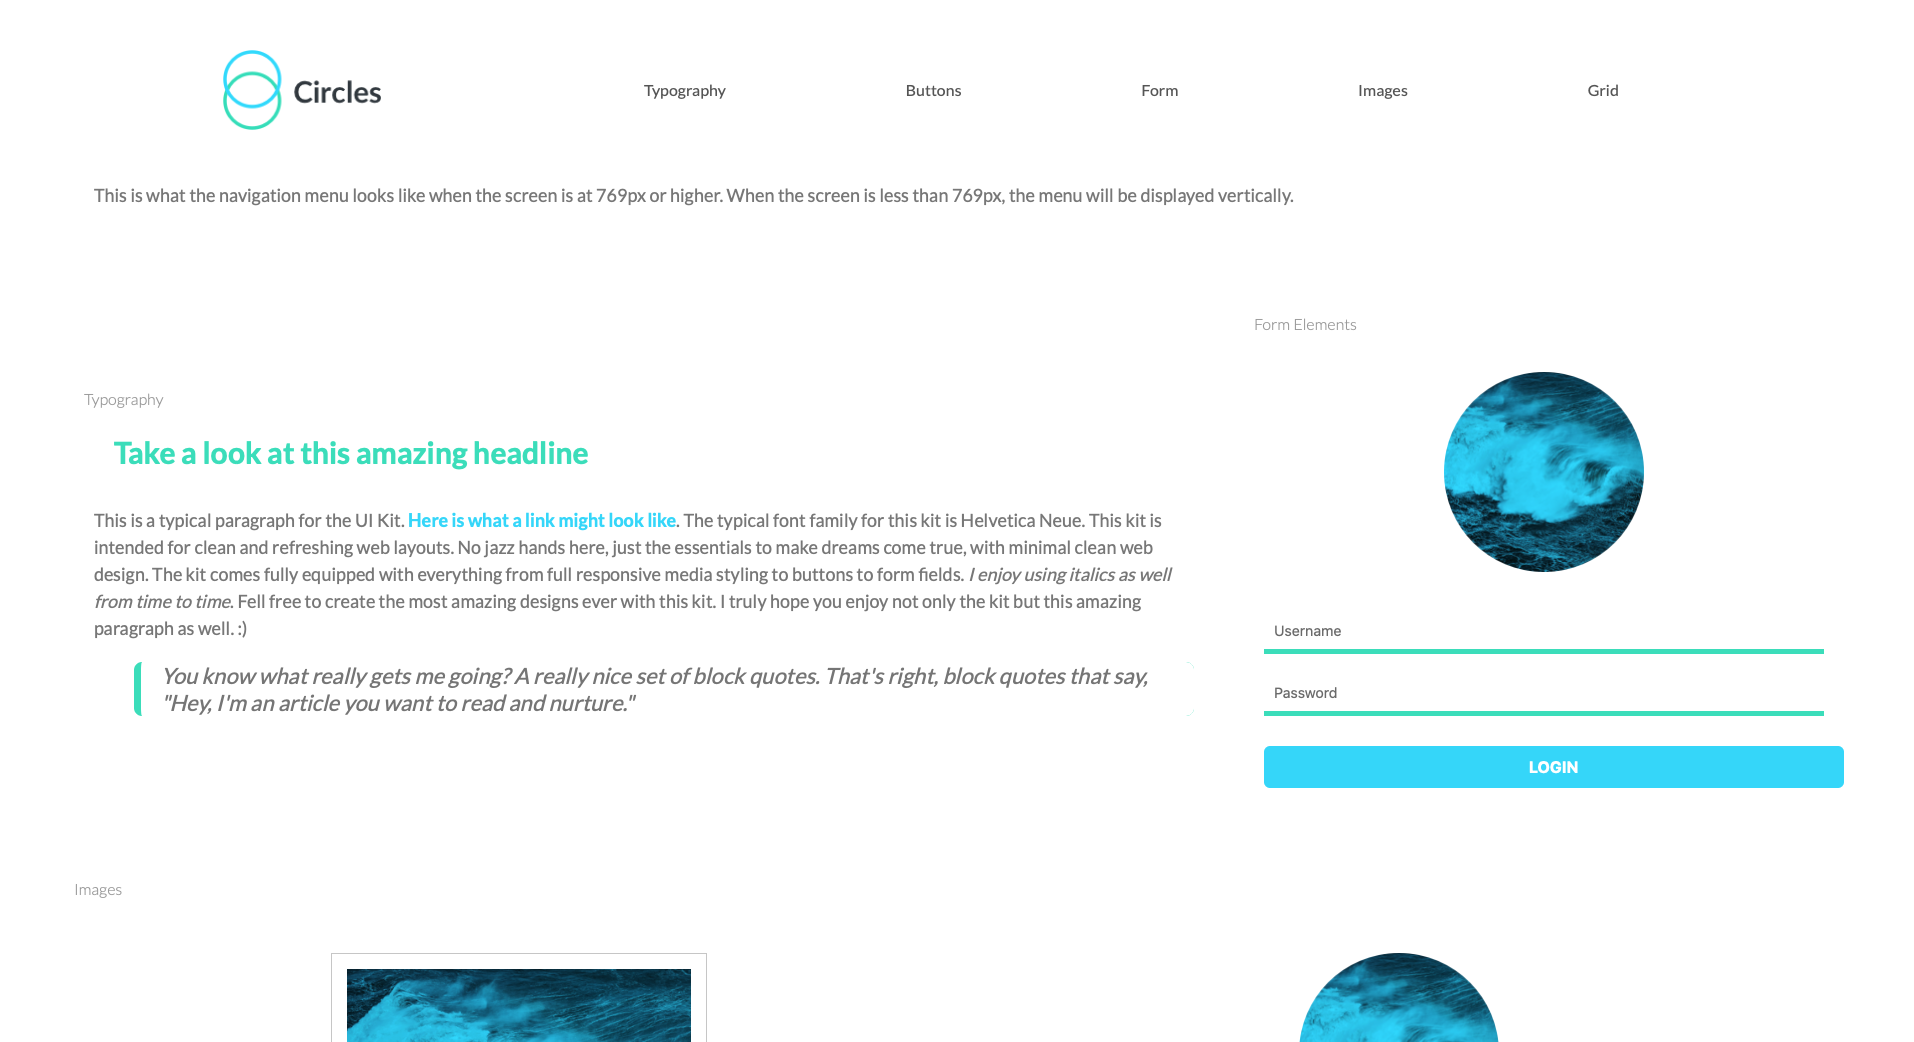 Circles
Typography
Buttons
Form
Images
Grid
This is what the navigation menu looks like when the screen is at 769px or higher. When the screen is less than 769px, the menu will be displayed vertically.
Typography
Take a look at this amazing headline
This is a typical paragraph for the UI Kit. Here is what a link might look like. The typical font family for this kit is Helvetica Neue. This kit is
intended for clean and refreshing web layouts. No jazz hands here, just the essentials to make dreams come true, with minimal clean web
design. The kit comes fully equipped with everything from full responsive media styling to buttons to form fields. I enjoy using italics as well
from time to time. Fell free to create the most amazing designs ever with this kit. I truly hope you enjoy not only the kit but this amazing
paragraph as well. :)
You know what really gets me going? A really nice set of block quotes. That's right, block quotes that say,
"Hey, I'm an article you want to read and nurture."
Form Elements
Username
Password
LOGIN
Images